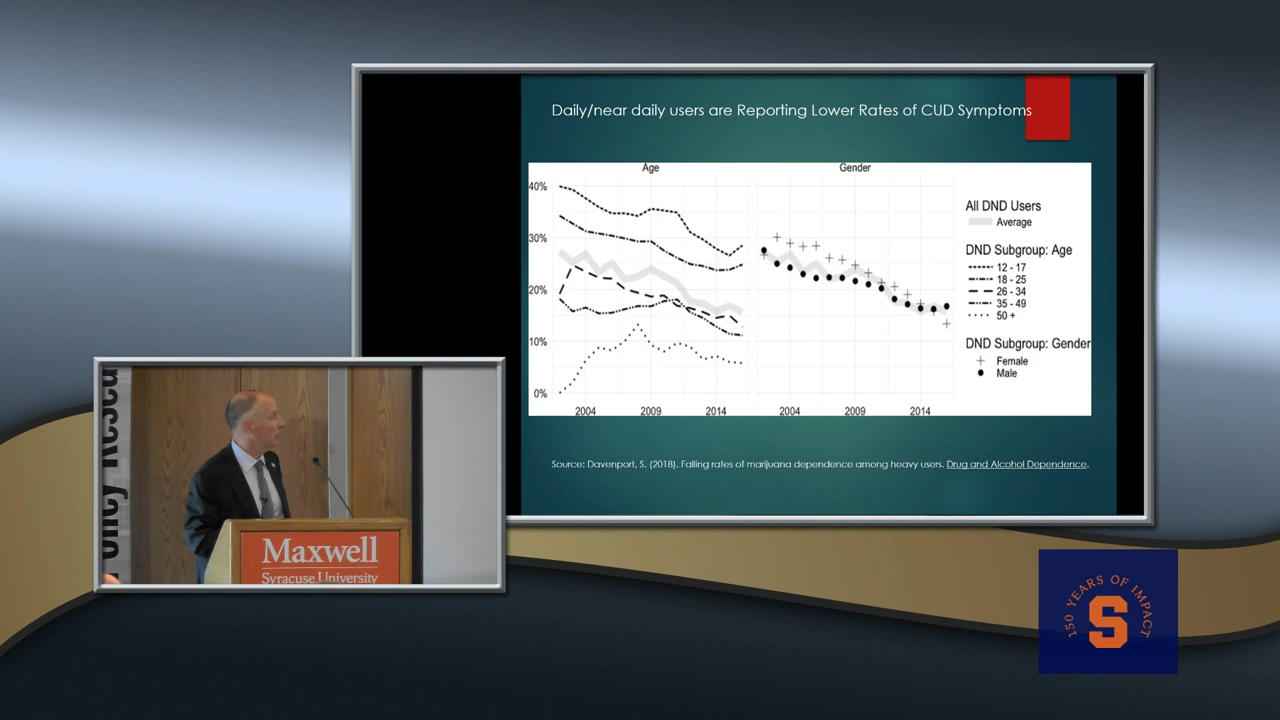 Daily/near daily users are Reporting Lower Rates of CUD Symptoms
Age
Gender
40%
30%
20%
10%
0%
2004
2009
2014
2004
2009
2014
All DND Users
Average
DND Subgroup: Age
12 - 17
18 - 25
26 - 34
35 - 49
50 +
DND Subgroup: Gender
Female
Male
Source: Davenport, S. (2018). Falling rates of marijuana dependence among heavy users. Drug and Alcohol Dependence.
Maxwell
Syracuse University
150 YEARS OF IMPACT
S